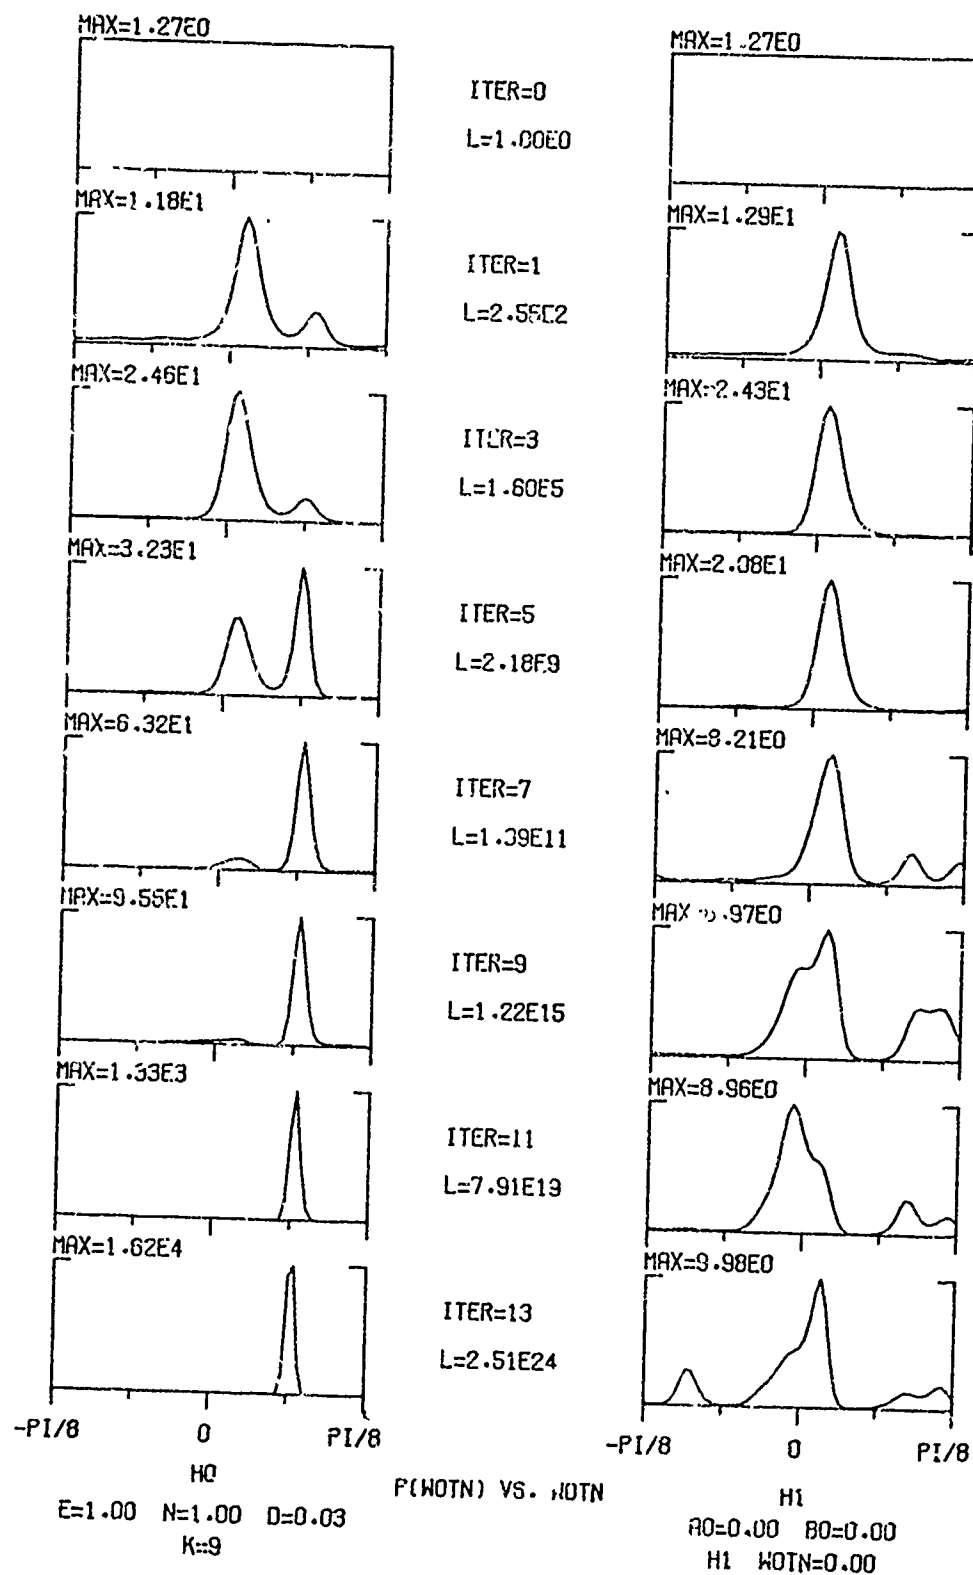 MAX=1.27E0
MAX=1.27E0
ITER=0
L=1.00E0
MAX=1.18E1
MAX=1.29E1
ITER=1
L=2.55E2
MAX=2.46E1
MAX=2.43E1
ITER=3
L=1.60E5
MAX=3.23E1
MAX=2.08E1
ITER=5
L=2.18E9
MAX=6.32E1
MAX=8.21E0
ITER=7
L=1.39E11
MAX=9.55E1
MAX .97E0
ITER=9
L=1.22E15
MAX=1.33E3
MAX=8.96E0
ITER=11
L=7.91E19
MAX=1.62E4
MAX=9.98E0
ITER=13
L=2.51E24
-PI/8 0 PI/8
-PI/8 0 PI/8
H0
P(WOTN) VS. WOTN
H1
E=1.00 N=1.00 D=0.03
A0=0.00 B0=0.00
K=9
H1 WOTN=0.00